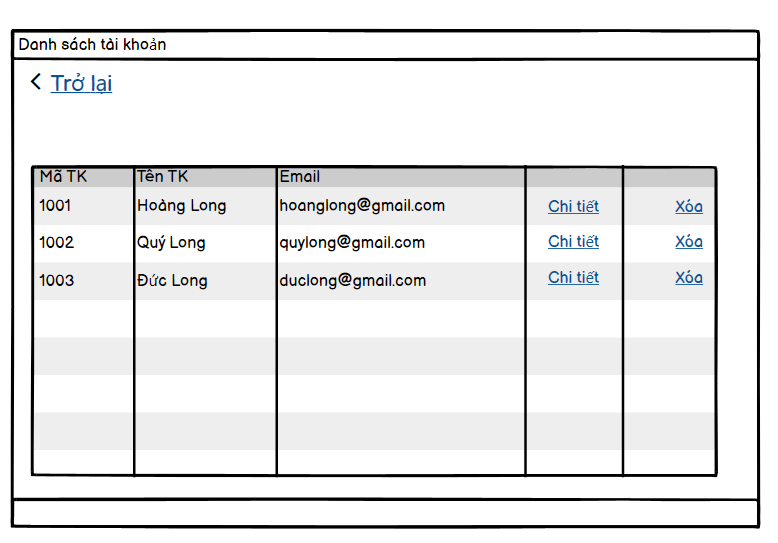 Danh sách tài khoản
Trở lại
Mã TK Tên TK Email
1001 Hoàng Long hoanglong@gmail.com Chi tiết Xóa
1002 Quý Long quylong@gmail.com Chi tiết Xóa
1003 Đức Long duclong@gmail.com Chi tiết Xóa